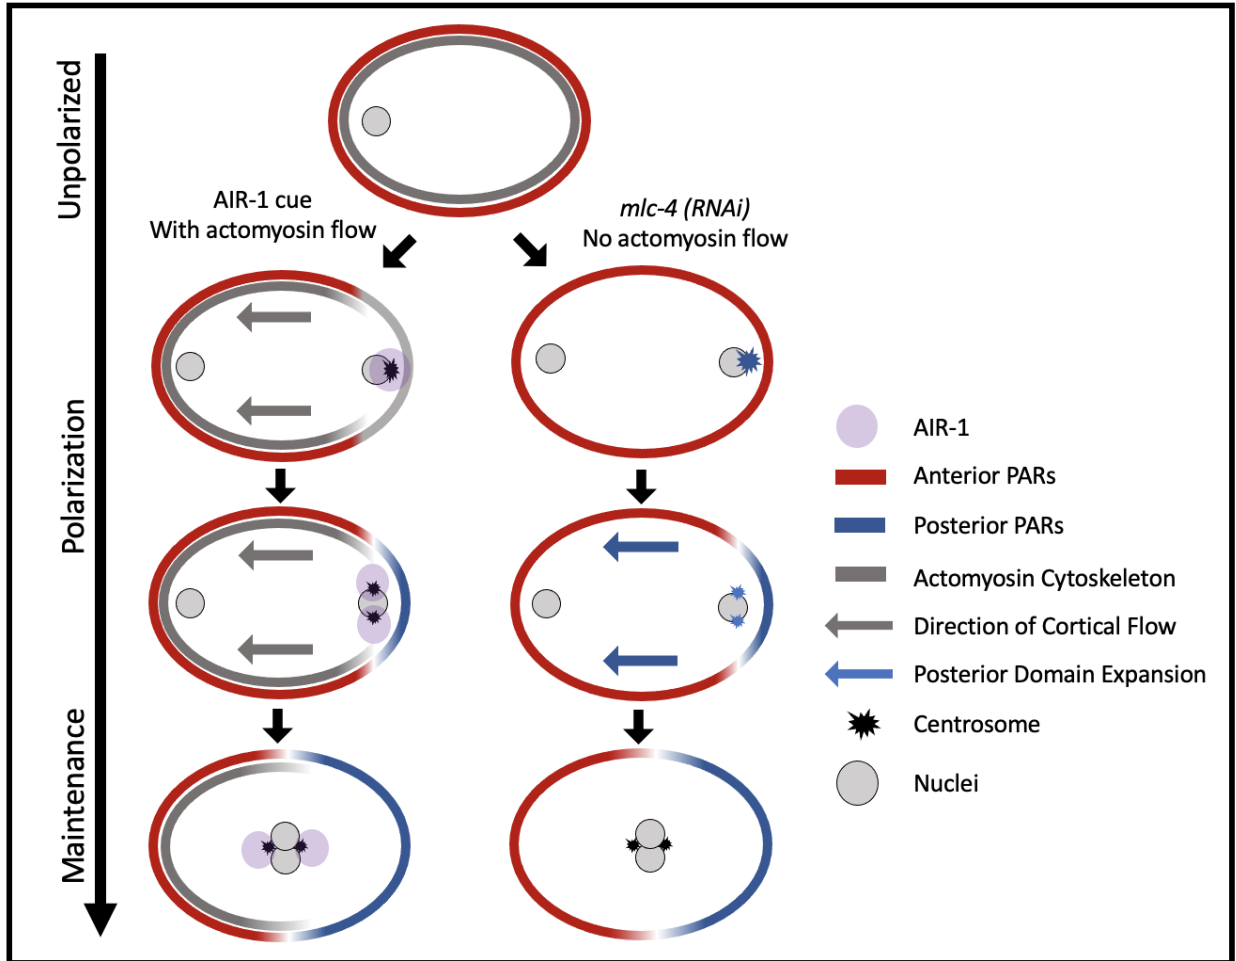 Unpolarized
Polarization
Maintenance
AIR-1 cue
With actomyosin flow
mlc-4 (RNAi)
No actomyosin flow
AIR-1
Anterior PARs
Posterior PARs
Actomyosin Cytoskeleton
Direction of Cortical Flow
Posterior Domain Expansion
Centrosome
Nuclei